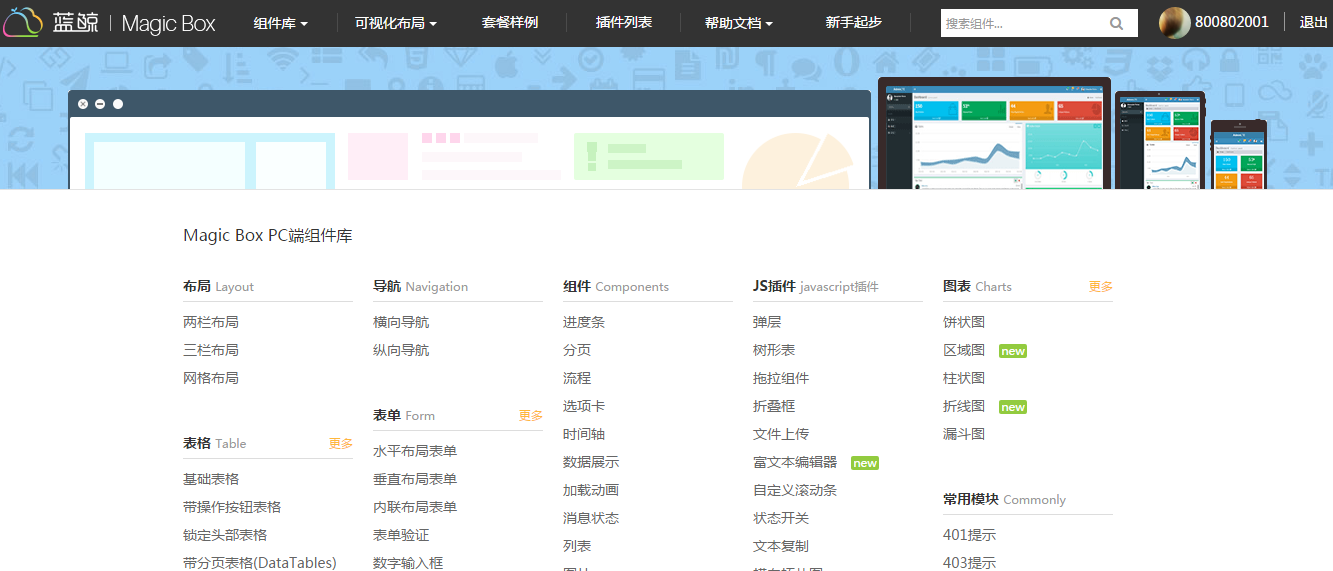 蓝鲸 | Magic Box 组件库 可视化布局 套餐样例 插件列表 帮助文档 新手起步 搜索组件... 800802001 退出
Magic Box PC端组件库
布局 Layout
两栏布局
三栏布局
网格布局
表格 Table 更多
基础表格
带操作按钮表格
锁定头部表格
带分页表格(DataTables)
导航 Navigation
横向导航
纵向导航
表单 Form 更多
水平布局表单
垂直布局表单
内联布局表单
表单验证
数字输入框
组件 Components
进度条
分页
流程
选项卡
时间轴
数据展示
加载动画
消息状态
列表
JS插件 javascript插件
弹层
树形表
拖拉组件
折叠框
文件上传
富文本编辑器 new
自定义滚动条
状态开关
文本复制
图表 Charts 更多
饼状图
区域图 new
柱状图
折线图 new
漏斗图
常用模块 Commonly
401提示
403提示